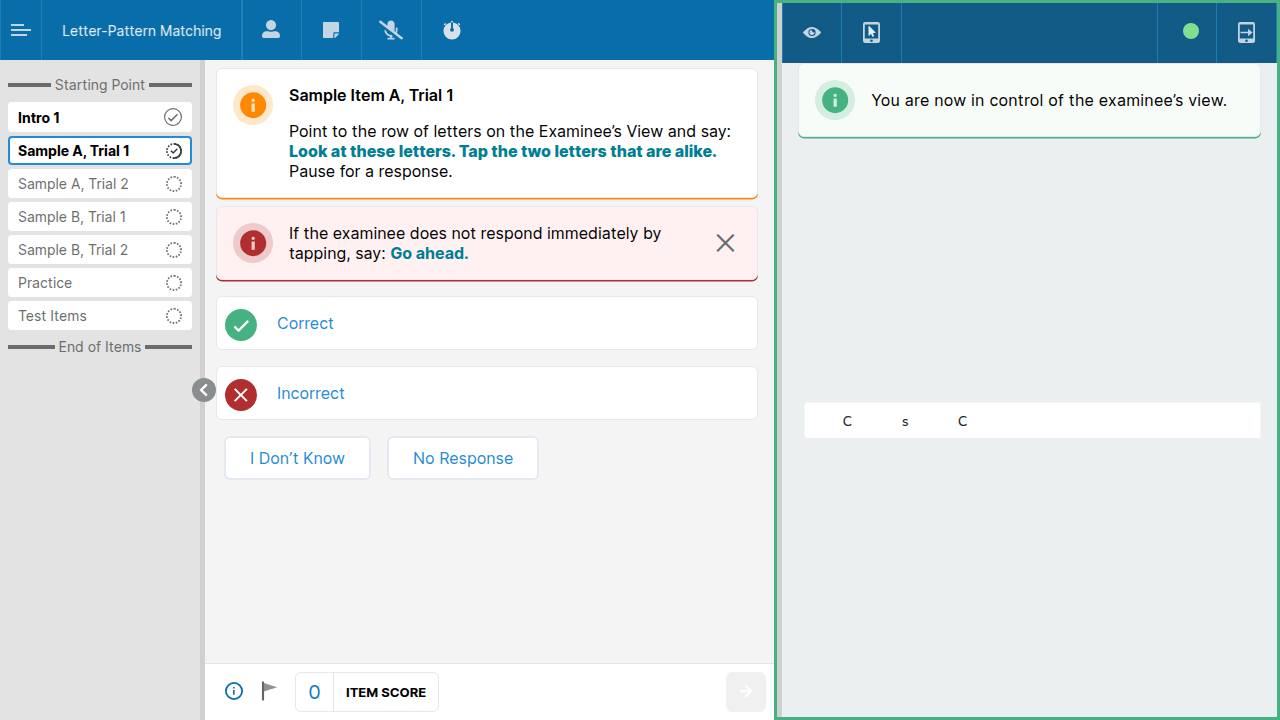 Letter-Pattern Matching
Starting Point
Intro 1
Sample A, Trial 1
Sample A, Trial 2
Sample B, Trial 1
Sample B, Trial 2
Practice
Test Items
End of Items
Sample Item A, Trial 1
Point to the row of letters on the Examinee's View and say:
Look at these letters. Tap the two letters that are alike.
Pause for a response.
If the examinee does not respond immediately by
tapping, say: Go ahead.
Correct
Incorrect
I Don't Know
No Response
0 ITEM SCORE
You are now in control of the examinee's view.
C s C